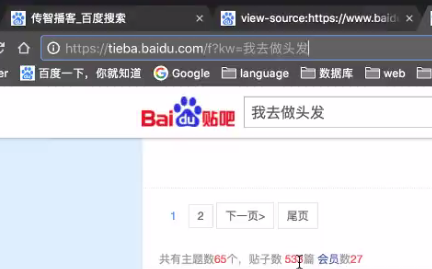 传智播客_百度搜索 × view-source:https://www.baid ×
https://tieba.baidu.com/f?kw=我去做头发
er 百度一下，你就知道 Google language 数据库 web
Bai du 贴吧 我去做头发
1 2 下一页> 尾页
共有主题数65个，贴子数 篇 会员数27